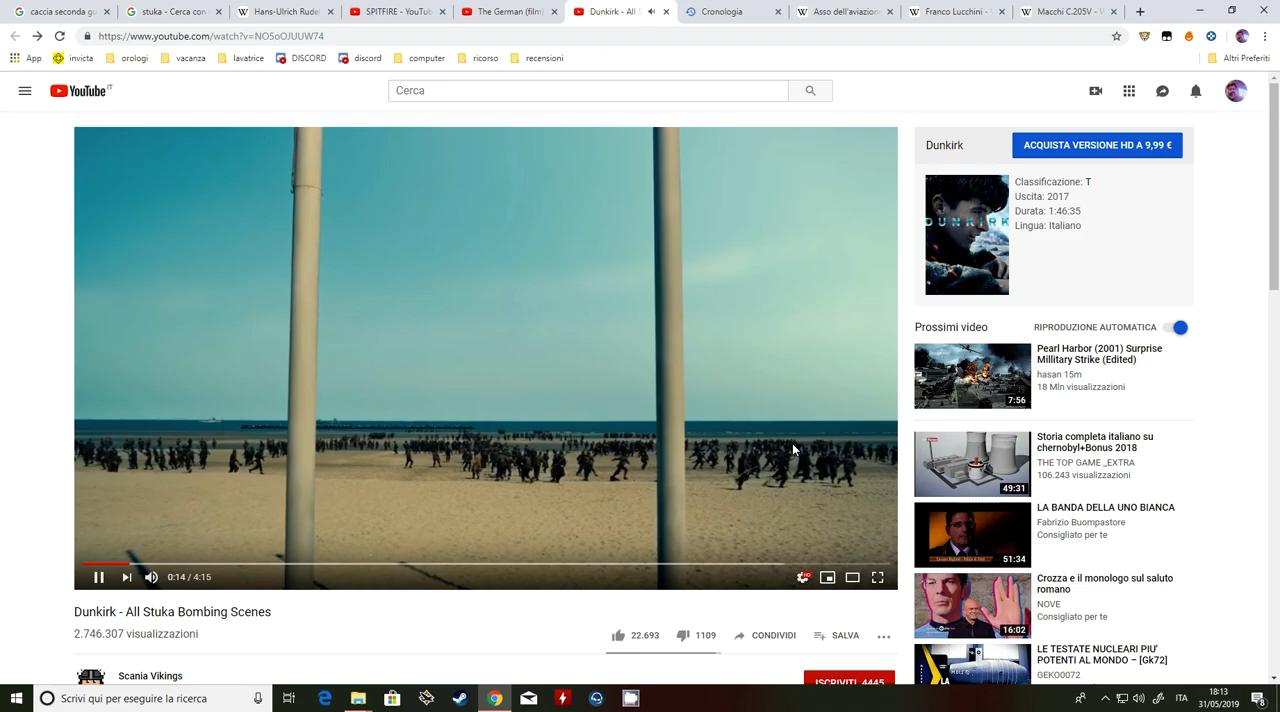 caccia seconda gu
stuka - Cerca con
Hans-Ulrich Rudel
SPITFIRE - YouTub
The German (film)
Dunkirk - All S
Cronologia
Asso dell'aviazione
Franco Lucchini -
Macchi C.205V - W
https://www.youtube.com/watch?v=NO5oOJUUW74
App
invicta
orologi
vacanza
lavatrice
DISCORD
discord
computer
ricorso
recensioni
Altri Preferiti
YouTube IT
Cerca
Dunkirk
ACQUISTA VERSIONE HD A 9,99 €
DUNKIRK
Classificazione: T
Uscita: 2017
Durata: 1:46:35
Lingua: Italiano
Prossimi video
RIPRODUZIONE AUTOMATICA
Pearl Harbor (2001) Surprise
Millitary Strike (Edited)
hasan 15m
18 Mln visualizzazioni
7:56
Storia completa italiano su
chernobyl+Bonus 2018
THE TOP GAME _EXTRA
106.243 visualizzazioni
49:31
LA BANDA DELLA UNO BIANCA
Fabrizio Buompastore
Consigliato per te
51:34
Crozza e il monologo sul saluto
romano
NOVE
Consigliato per te
16:02
LE TESTATE NUCLEARI PIU'
POTENTI AL MONDO – [Gk72]
GEKO0072
0:14 / 4:15
HD
Dunkirk - All Stuka Bombing Scenes
2.746.307 visualizzazioni
22.693
1109
CONDIVIDI
SALVA
Scania Vikings
ISCRIVITI 4445
Scrivi qui per eseguire la ricerca
ITA
18:13
31/05/2019
8